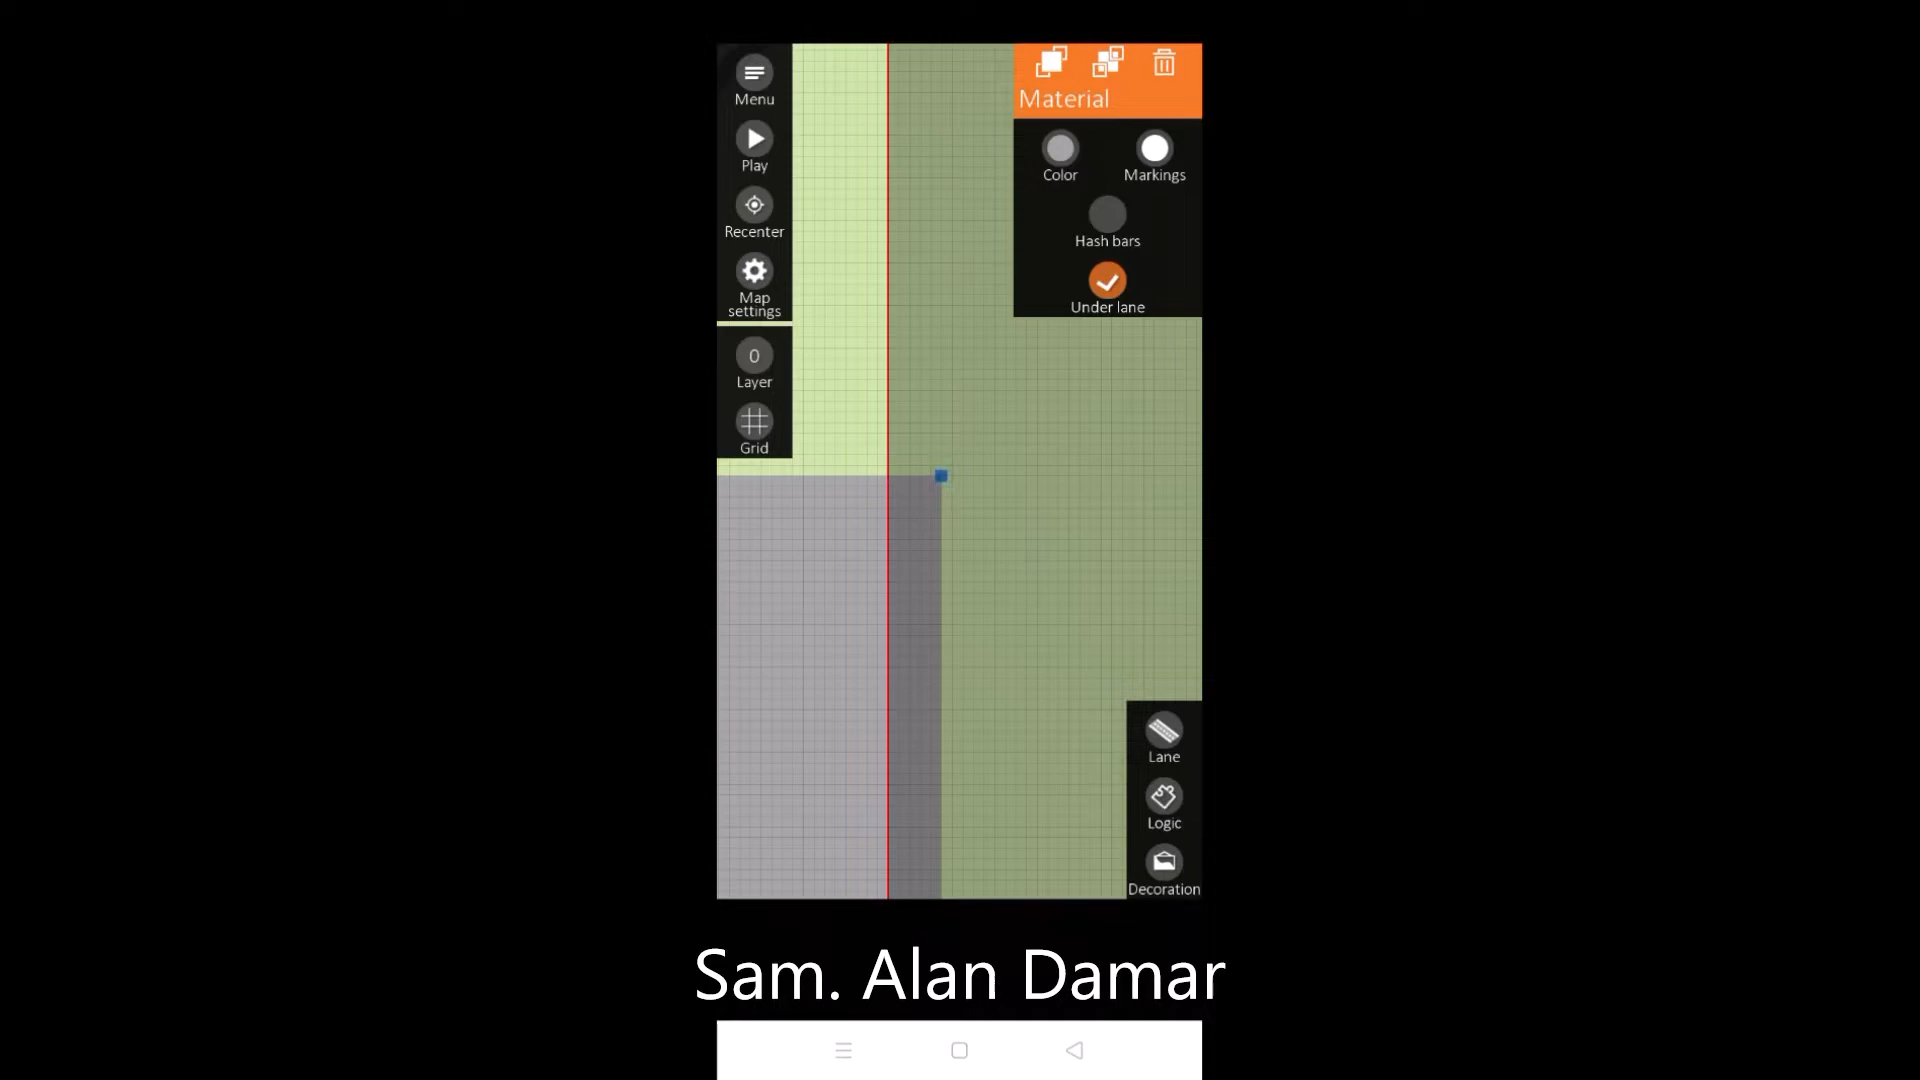 Menu
Play
Recenter
Map
settings
0
Layer
Grid
Material
Color
Markings
Hash bars
Under lane
Lane
Logic
Decoration
Sam. Alan Damar